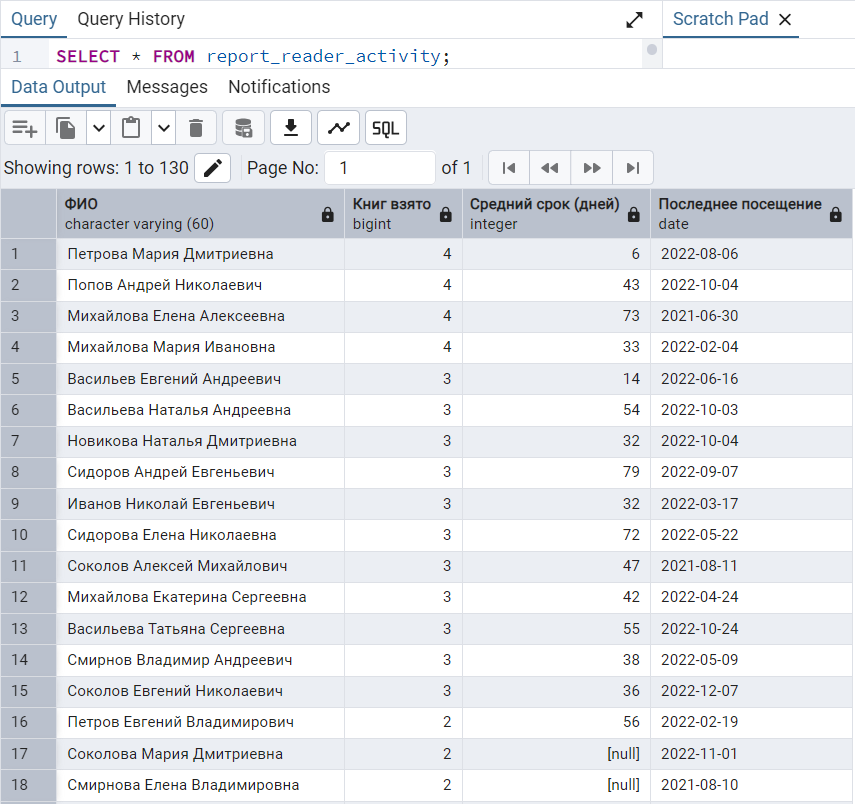 Query Query History Scratch Pad
1 SELECT * FROM report_reader_activity;
Data Output Messages Notifications
SQL
Showing rows: 1 to 130 Page No: 1 of 1
ФИО Книг взято Средний срок (дней) Последнее посещение
character varying (60) bigint integer date
1 Петрова Мария Дмитриевна 4 6 2022-08-06
2 Попов Андрей Николаевич 4 43 2022-10-04
3 Михайлова Елена Алексеевна 4 73 2021-06-30
4 Михайлова Мария Ивановна 4 33 2022-02-04
5 Васильев Евгений Андреевич 3 14 2022-06-16
6 Васильева Наталья Андреевна 3 54 2022-10-03
7 Новикова Наталья Дмитриевна 3 32 2022-10-04
8 Сидоров Андрей Евгеньевич 3 79 2022-09-07
9 Иванов Николай Евгеньевич 3 32 2022-03-17
10 Сидорова Елена Николаевна 3 72 2022-05-22
11 Соколов Алексей Михайлович 3 47 2021-08-11
12 Михайлова Екатерина Сергеевна 3 42 2022-04-24
13 Васильева Татьяна Сергеевна 3 55 2022-10-24
14 Смирнов Владимир Андреевич 3 38 2022-05-09
15 Соколов Евгений Николаевич 3 36 2022-12-07
16 Петров Евгений Владимирович 2 56 2022-02-19
17 Соколова Мария Дмитриевна 2 [null] 2022-11-01
18 Смирнова Елена Владимировна 2 [null] 2021-08-10